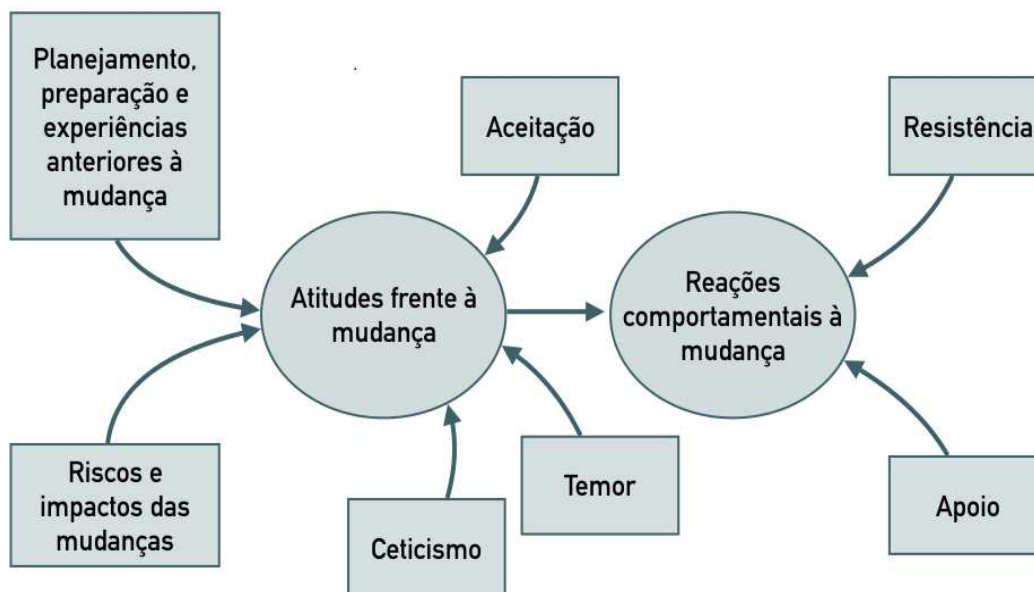 Planejamento,
preparação e
experiências
anteriores à
mudança
Aceitação
Resistência
Atitudes frente à
mudança
Reações
comportamentais à
mudança
Riscos e
impactos das
mudanças
Ceticismo
Temor
Apoio